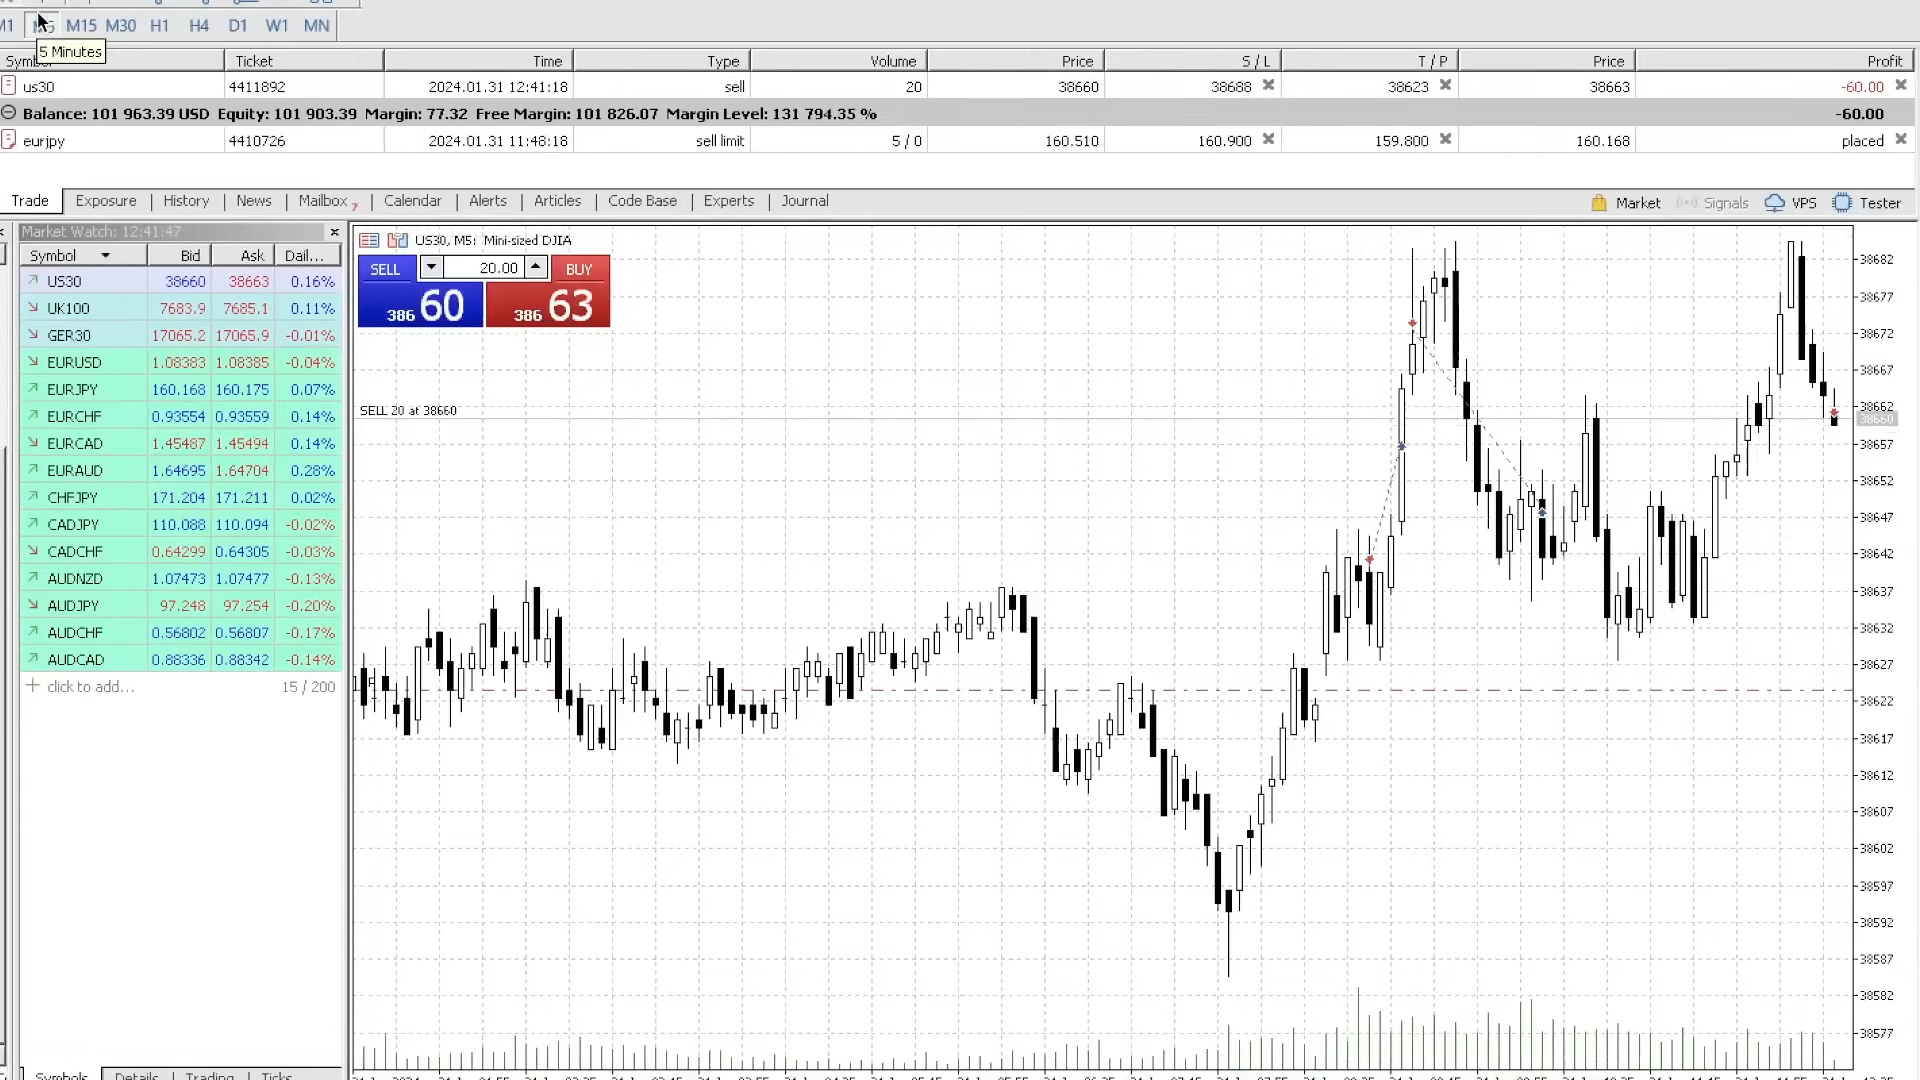 M1 M5 M15 M30 H1 H4 D1 W1 MN
5 Minutes
Ticket Time Type Volume Price S / L T / P Price Profit
us30 4411892 2024.01.31 12:41:18 sell 20 38660 38688 38623 38663 -60.00
Balance: 101 963.39 USD Equity: 101 903.39 Margin: 77.32 Free Margin: 101 826.07 Margin Level: 131 794.35 % -60.00
eurjpy 4410726 2024.01.31 11:48:18 sell limit 5 / 0 160.510 160.900 159.800 160.168 placed
Trade Exposure History News Mailbox 7 Calendar Alerts Articles Code Base Experts Journal Market Signals VPS Tester
Market Watch: 12:41:47
Symbol Bid Ask Dail...
US30 38660 38663 0.16%
UK100 7683.9 7685.1 0.11%
GER30 17065.2 17065.9 -0.01%
EURUSD 1.08383 1.08385 -0.04%
EURJPY 160.168 160.175 0.07%
EURCHF 0.93554 0.93559 0.14%
EURCAD 1.45487 1.45494 0.14%
EURAUD 1.64695 1.64704 0.28%
CHFJPY 171.204 171.211 0.02%
CADJPY 110.088 110.094 -0.02%
CADCHF 0.64299 0.64305 -0.03%
AUDNZD 1.07473 1.07477 -0.13%
AUDJPY 97.248 97.254 -0.20%
AUDCHF 0.56802 0.56807 -0.17%
AUDCAD 0.88336 0.88342 -0.14%
click to add... 15 / 200
Symbols Details Trading Ticks
US30, M5: Mini-sized DJIA
SELL 20.00 BUY
386 60 386 63
SELL 20 at 38660
38682
38677
38672
38667
38662
38660
38657
38652
38647
38642
38637
38632
38627
38622
38617
38612
38607
38602
38597
38592
38587
38582
38577